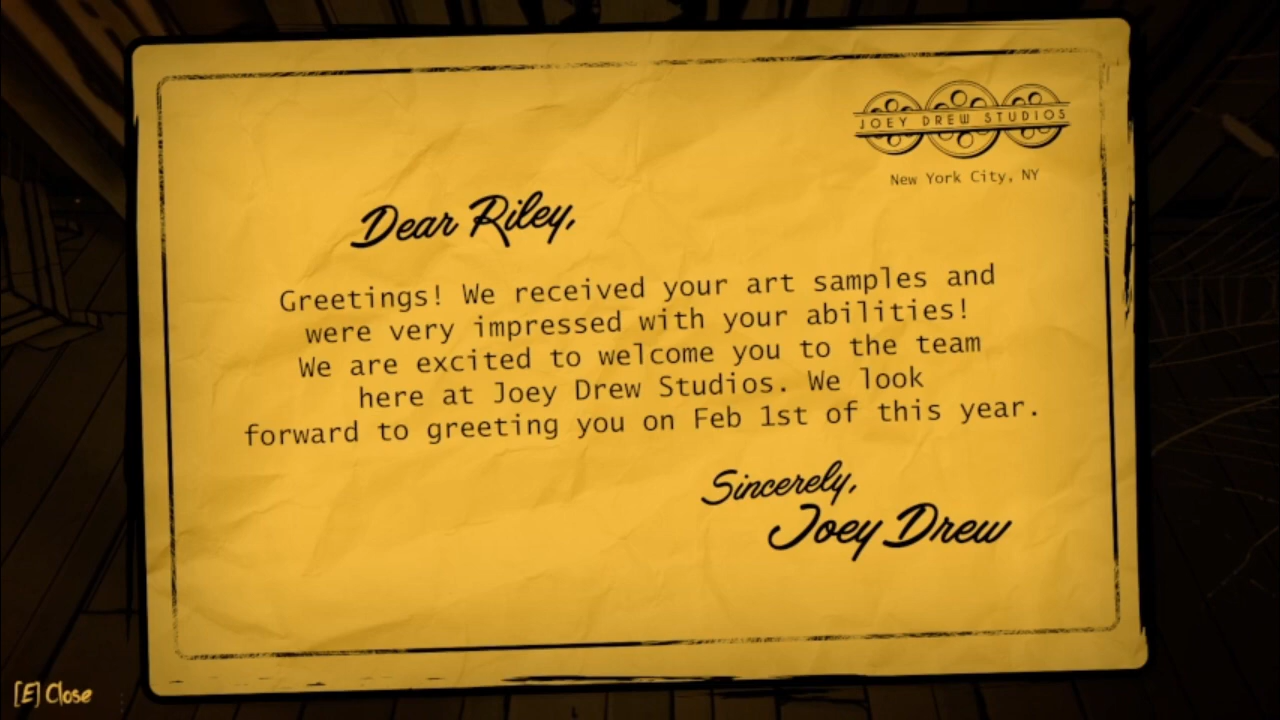 JOEY DREW STUDIOS
New York City, NY
Dear Riley,
Greetings! We received your art samples and
were very impressed with your abilities!
We are excited to welcome you to the team
here at Joey Drew Studios. We look
forward to greeting you on Feb 1st of this year.
Sincerely,
Joey Drew
[E] Close